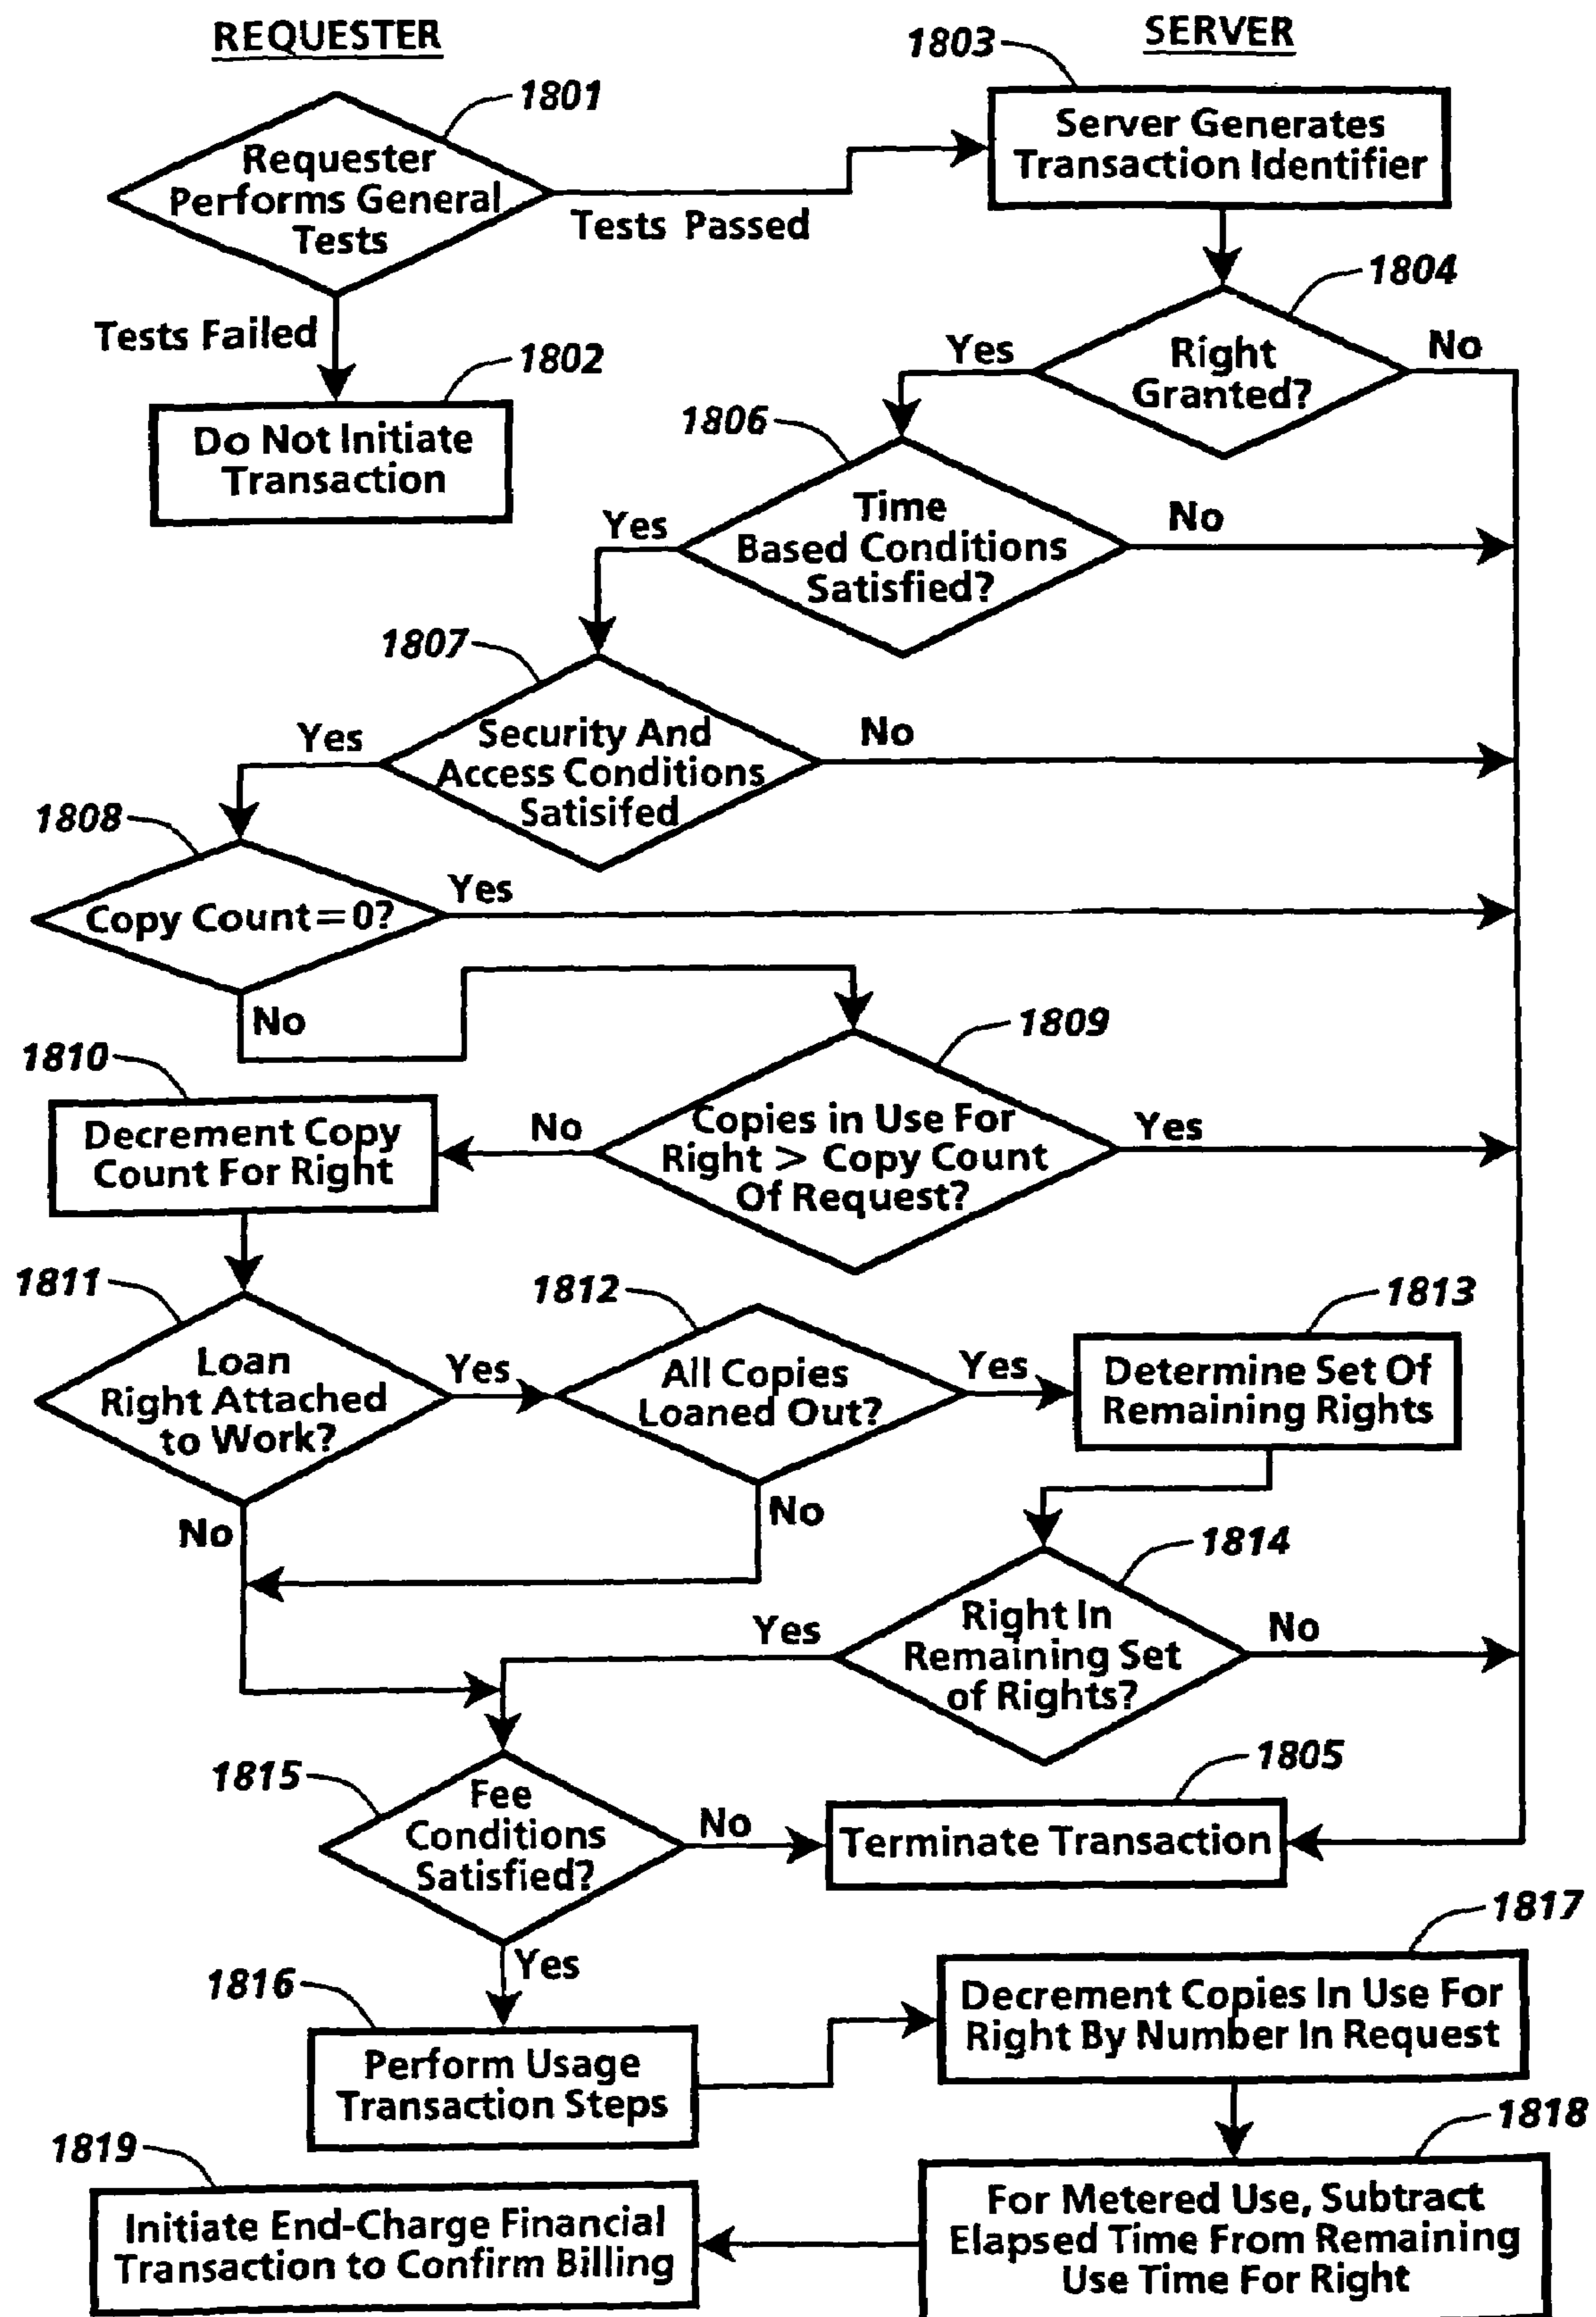 REQUESTER
SERVER
1803
1801
Server Generates
Transaction Identifier
Requester
Performs General
Tests
Tests Passed
1804
Tests Failed
1802
Yes
Right
Granted?
No
Do Not Initiate
Transaction
1806
Time
Based Conditions
Satisfied?
Yes
No
1807
Security And
Access Conditions
Satisifed
Yes
No
1808
Copy Count = 0?
Yes
No
1809
1810
Decrement Copy
Count For Right
No
Copies in Use For
Right > Copy Count
Of Request?
Yes
1811
1812
1813
Loan
Right Attached
to Work?
Yes
All Copies
Loaned Out?
Yes
Determine Set Of
Remaining Rights
No
No
1814
Yes
Right In
Remaining Set
of Rights?
No
1805
1815
Fee
Conditions
Satisfied?
No
Terminate Transaction
1817
Yes
1816
Decrement Copies In Use For
Right By Number In Request
Perform Usage
Transaction Steps
1818
1819
For Metered Use, Subtract
Elapsed Time From Remaining
Use Time For Right
Initiate End-Charge Financial
Transaction to Confirm Billing